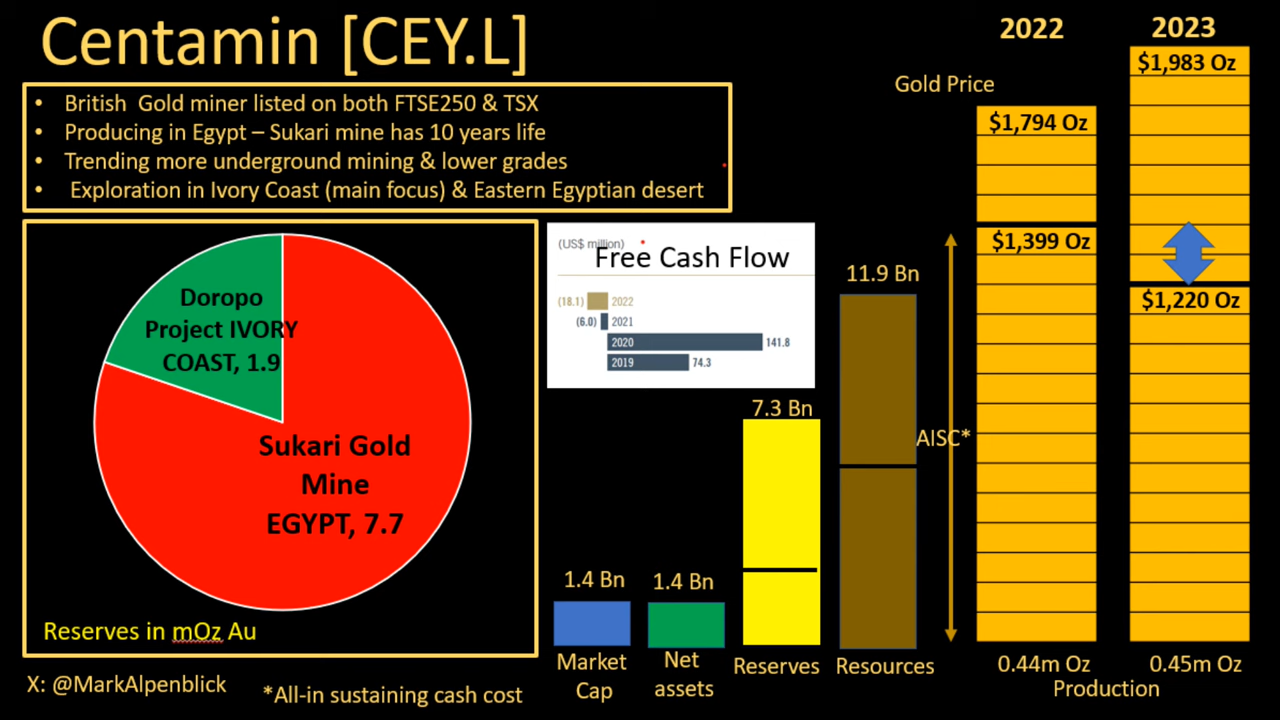 Centamin [CEY.L]
• British Gold miner listed on both FTSE250 & TSX
• Producing in Egypt – Sukari mine has 10 years life
• Trending more underground mining & lower grades
• Exploration in Ivory Coast (main focus) & Eastern Egyptian desert
Doropo
Project IVORY
COAST, 1.9
Sukari Gold
Mine
EGYPT, 7.7
Reserves in mOz Au
X: @MarkAlpenblick
*All-in sustaining cash cost
(US$ million)
Free Cash Flow
(18.1) 2022
(6.0) 2021
2020 141.8
2019 74.3
1.4 Bn
Market
Cap
1.4 Bn
Net
assets
7.3 Bn
Reserves
11.9 Bn
Resources
2022
2023
Gold Price
$1,794 Oz
$1,983 Oz
$1,399 Oz
$1,220 Oz
AISC*
0.44m Oz
0.45m Oz
Production